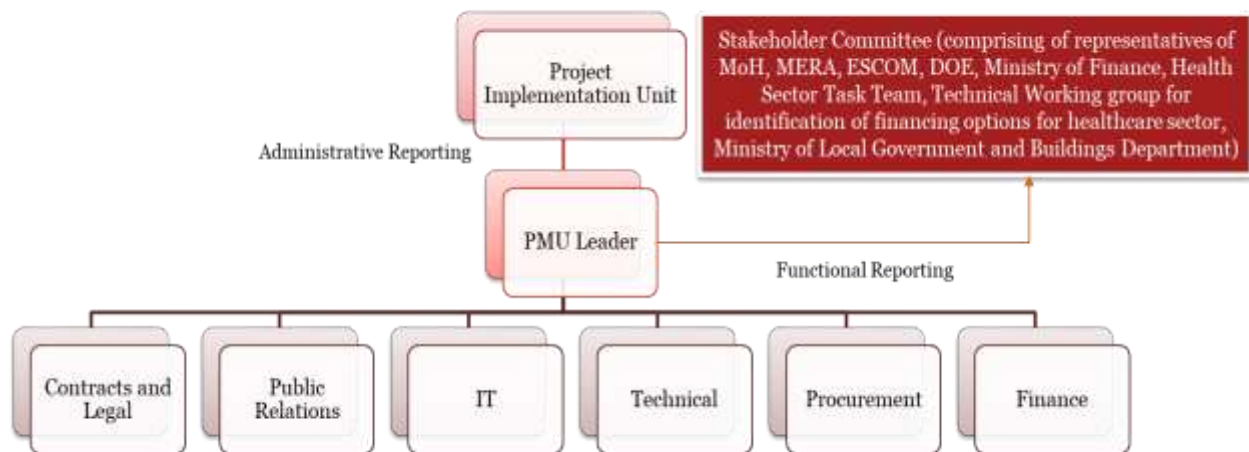 Project
Implementation Unit
Stakeholder Committee (comprising of representatives of
MoH, MERA, ESCOM, DOE, Ministry of Finance, Health
Sector Task Team, Technical Working group for
identification of financing options for healthcare sector,
Ministry of Local Government and Buildings Department)
Administrative Reporting
PMU Leader
Functional Reporting
Contracts and
Legal
Public
Relations
IT
Technical
Procurement
Finance